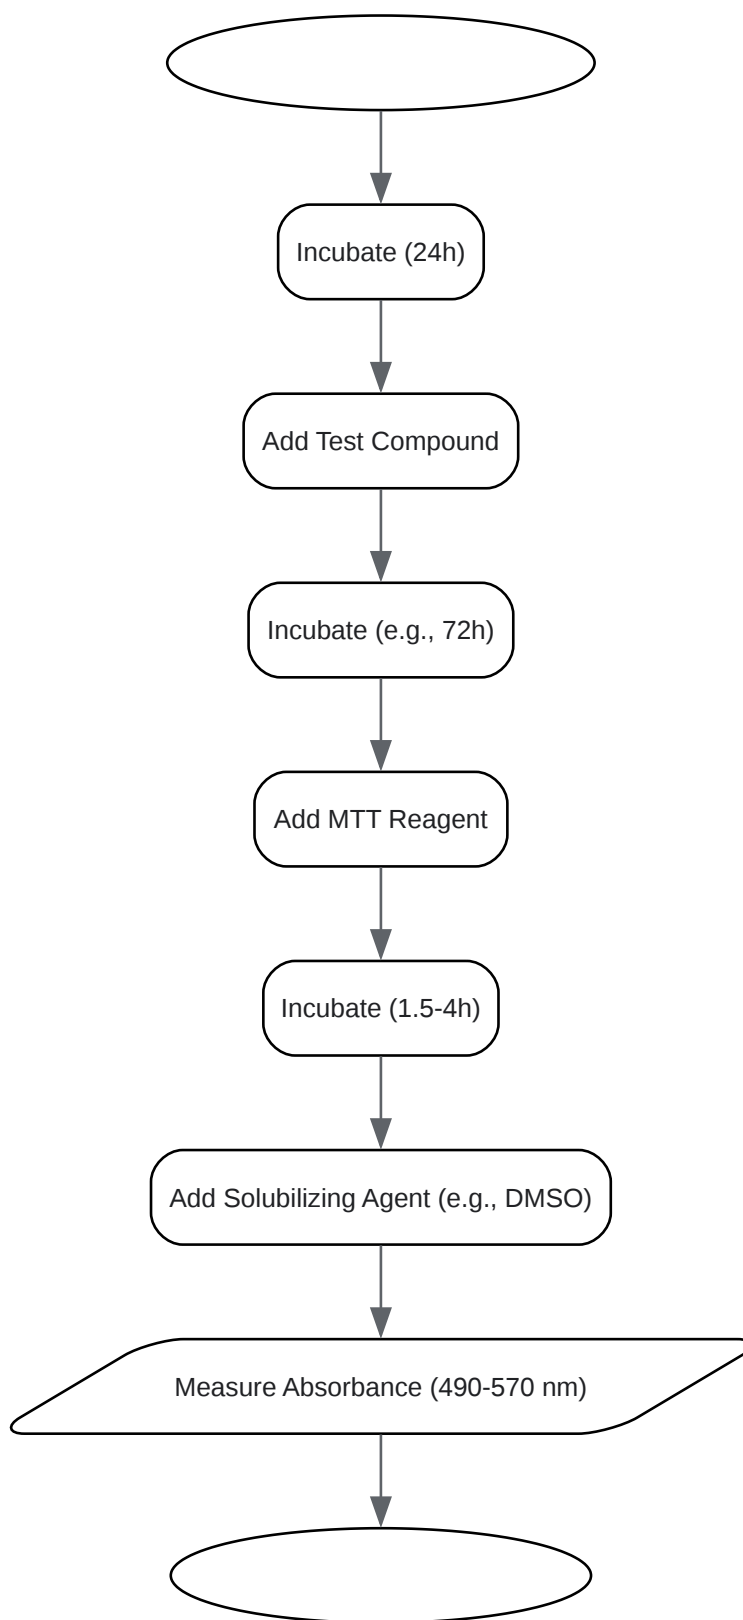 Incubate (24h)
Add Test Compound
Incubate (e.g., 72h)
Add MTT Reagent
Incubate (1.5-4h)
Add Solubilizing Agent (e.g., DMSO)
Measure Absorbance (490-570 nm)